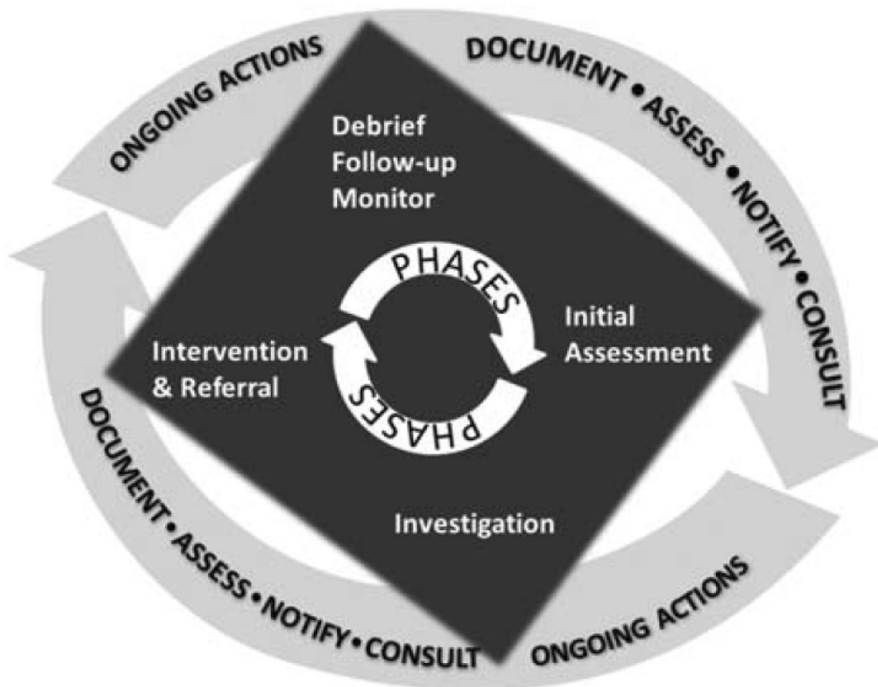 ONGOING ACTIONS
DOCUMENT • ASSESS • NOTIFY • CONSULT
Debrief
Follow-up
Monitor
PHASES
Initial
Assessment
Intervention
& Referral
PHASES
Investigation
DOCUMENT • ASSESS • NOTIFY • CONSULT
ONGOING ACTIONS